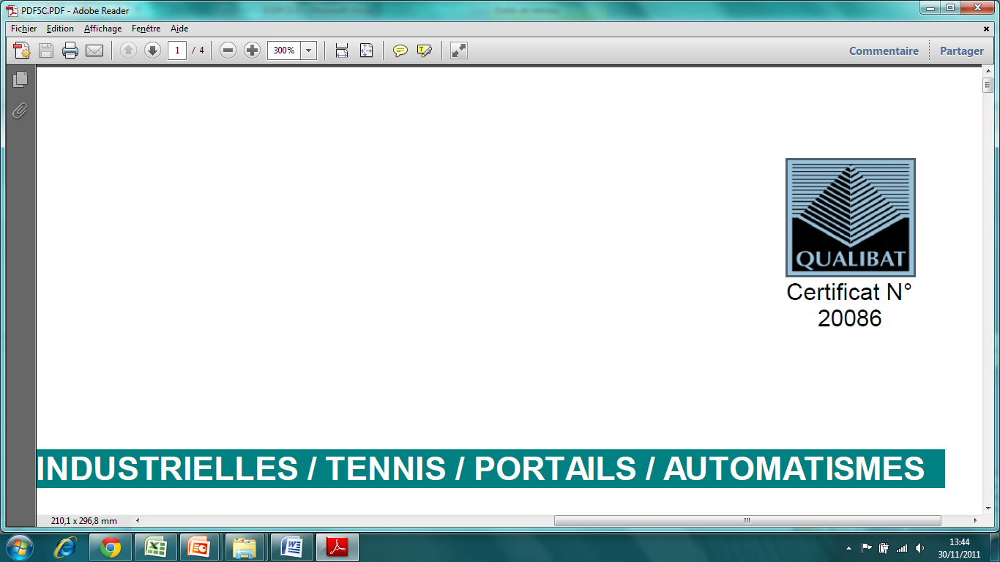 PDF5C.PDF - Adobe Reader
Fichier Edition Affichage Fenêtre Aide
1 / 4 300% Commentaire Partager
QUALIBAT
Certificat N°
20086
INDUSTRIELLES / TENNIS / PORTAILS / AUTOMATISMES
210,1 x 296,8 mm
13:44
30/11/2011